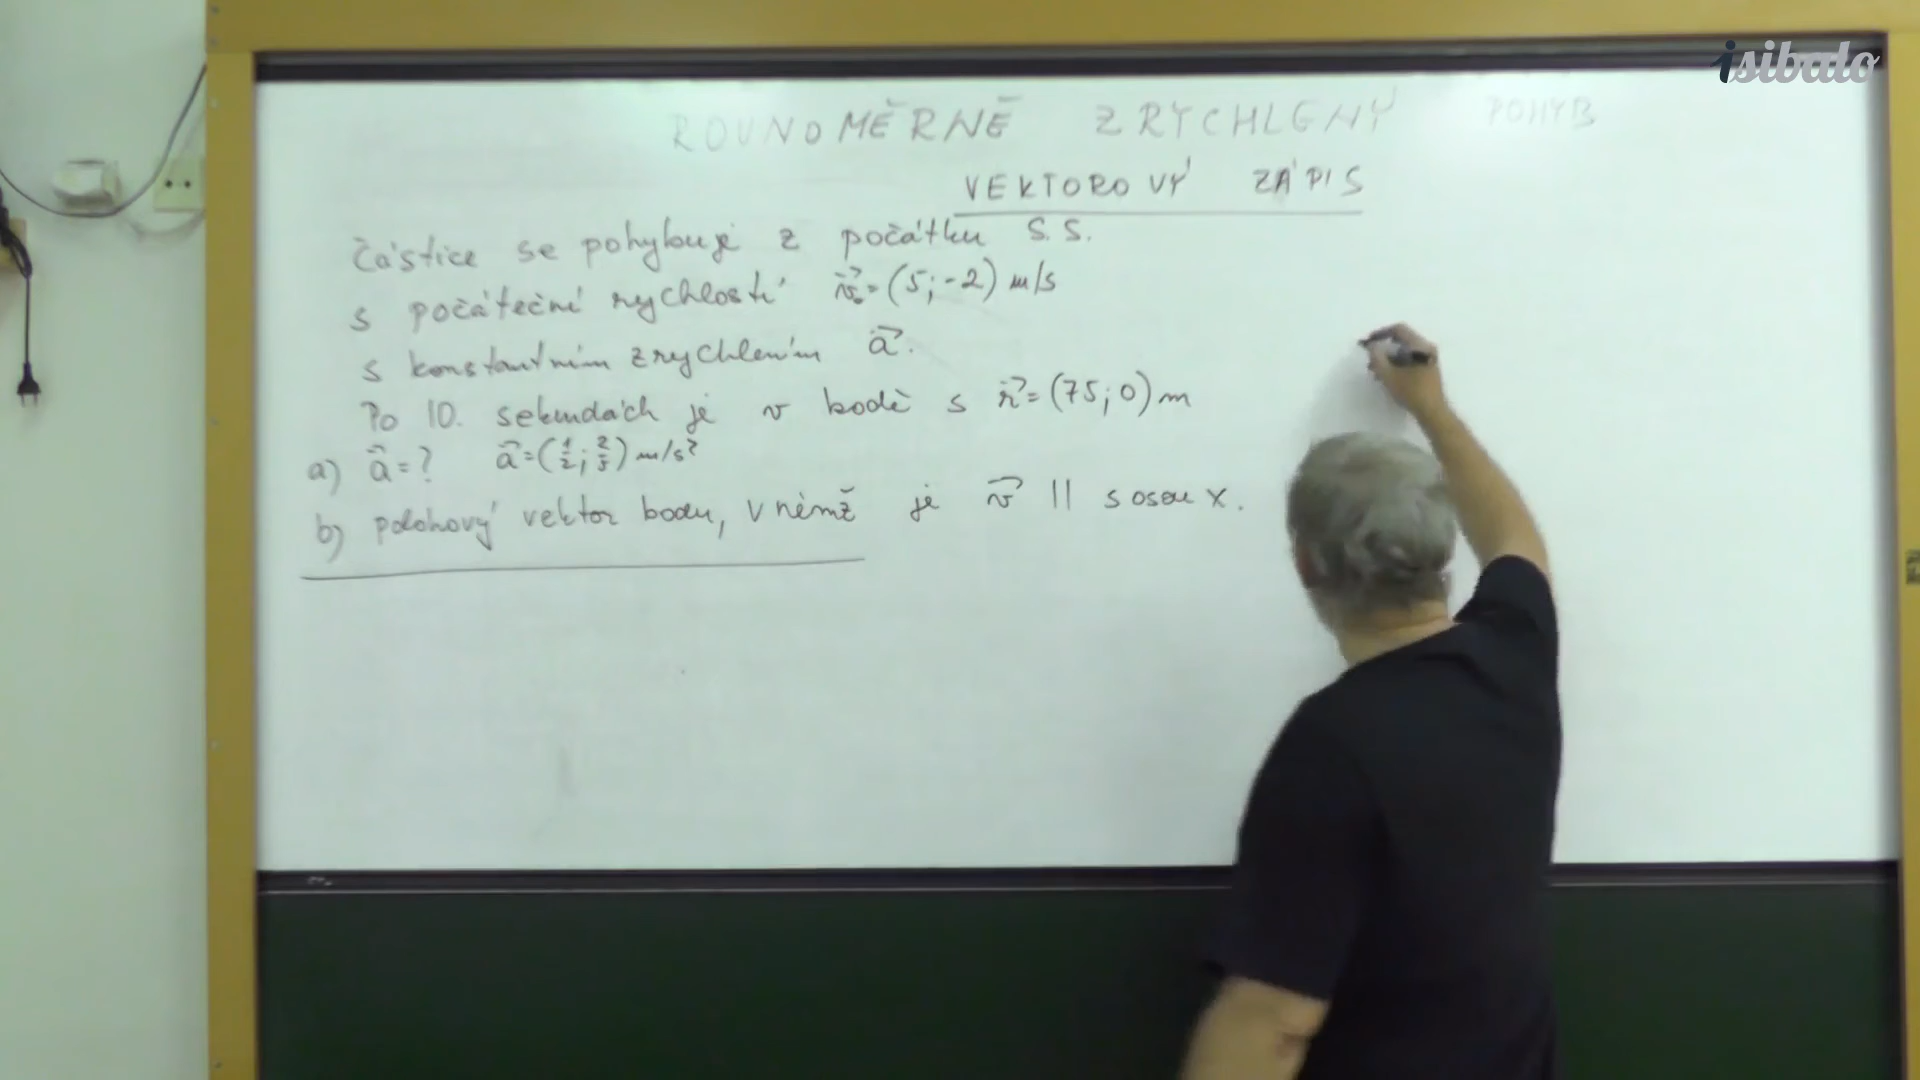 isibalo
ROVNOMĚRNĚ ZRYCHLENÝ POHYB
VEKTOROVÝ ZÁPIS
Částice se pohybuje z počátku S.S.
s počáteční rychlostí v⃗₀=(5;-2) m/s
s konstantním zrychlením a⃗.
Po 10. sekundách je v bodě s r⃗=(75;0)m
a) a⃗=? a⃗=(1/2;2/5) m/s²
b) polohový vektor bodu, v němž je v⃗ || s osou x.